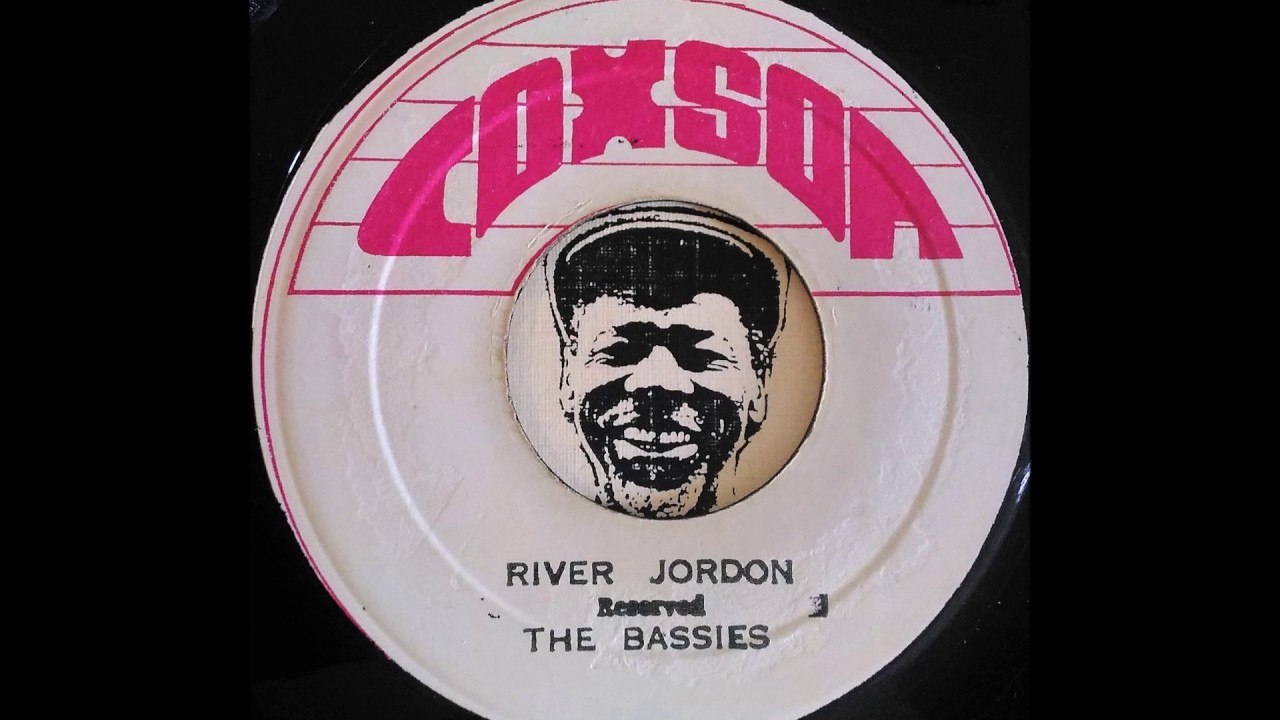 COXSON
RIVER JORDON
Reserved
THE BASSIES